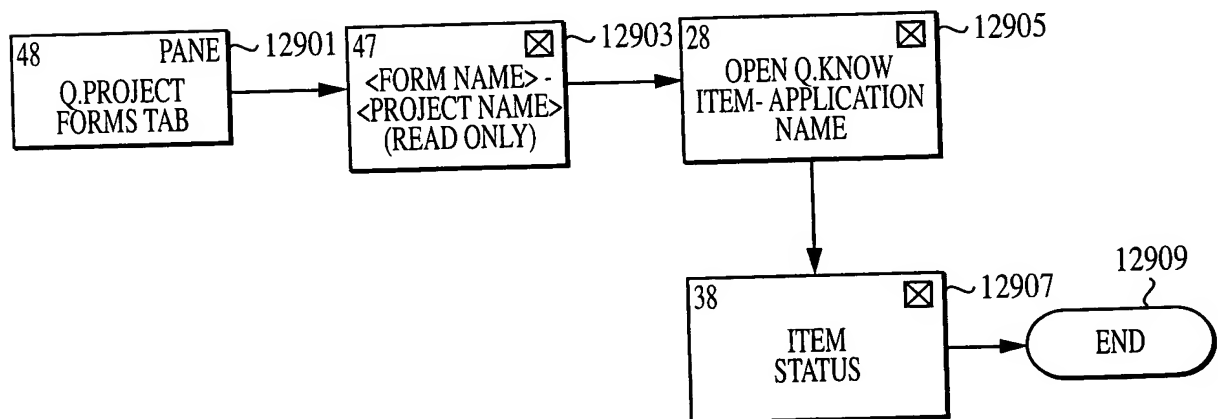 48 PANE
Q.PROJECT
FORMS TAB
12901
47
<FORM NAME> -
<PROJECT NAME>
(READ ONLY)
12903
28
OPEN Q.KNOW
ITEM- APPLICATION
NAME
12905
38
ITEM
STATUS
12907
12909
END